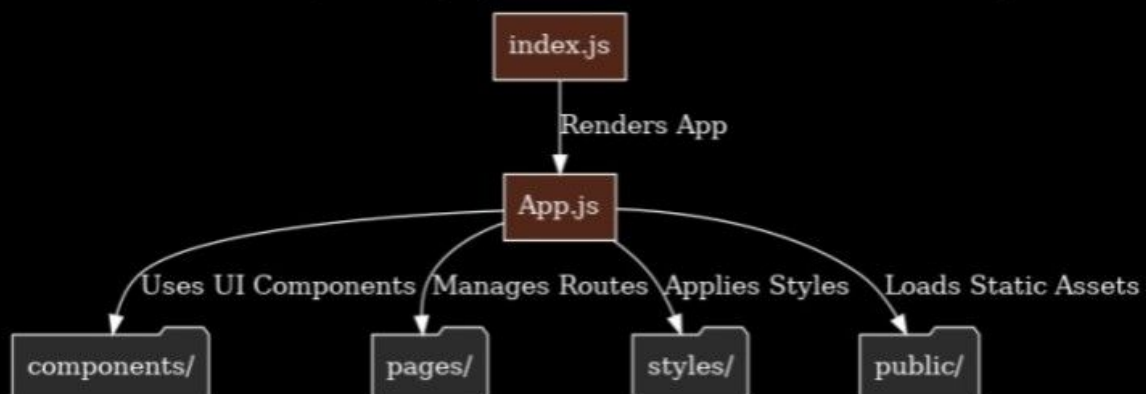 index.js
Renders App
App.js
Uses UI Components
Manages Routes
Applies Styles
Loads Static Assets
components/
pages/
styles/
public/